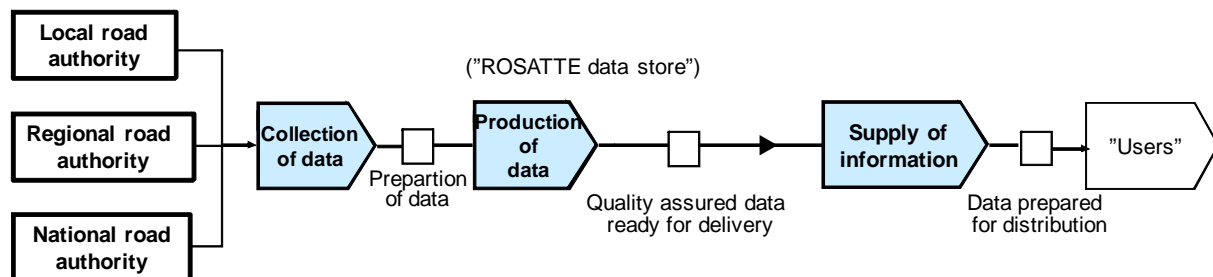 Local road
authority
("ROSATTE data store")
Regional road
authority
Collection
of data
Prepartion
of data
Production
of
data
Quality assured data
ready for delivery
Supply of
information
Data prepared
for distribution
"Users"
National road
authority